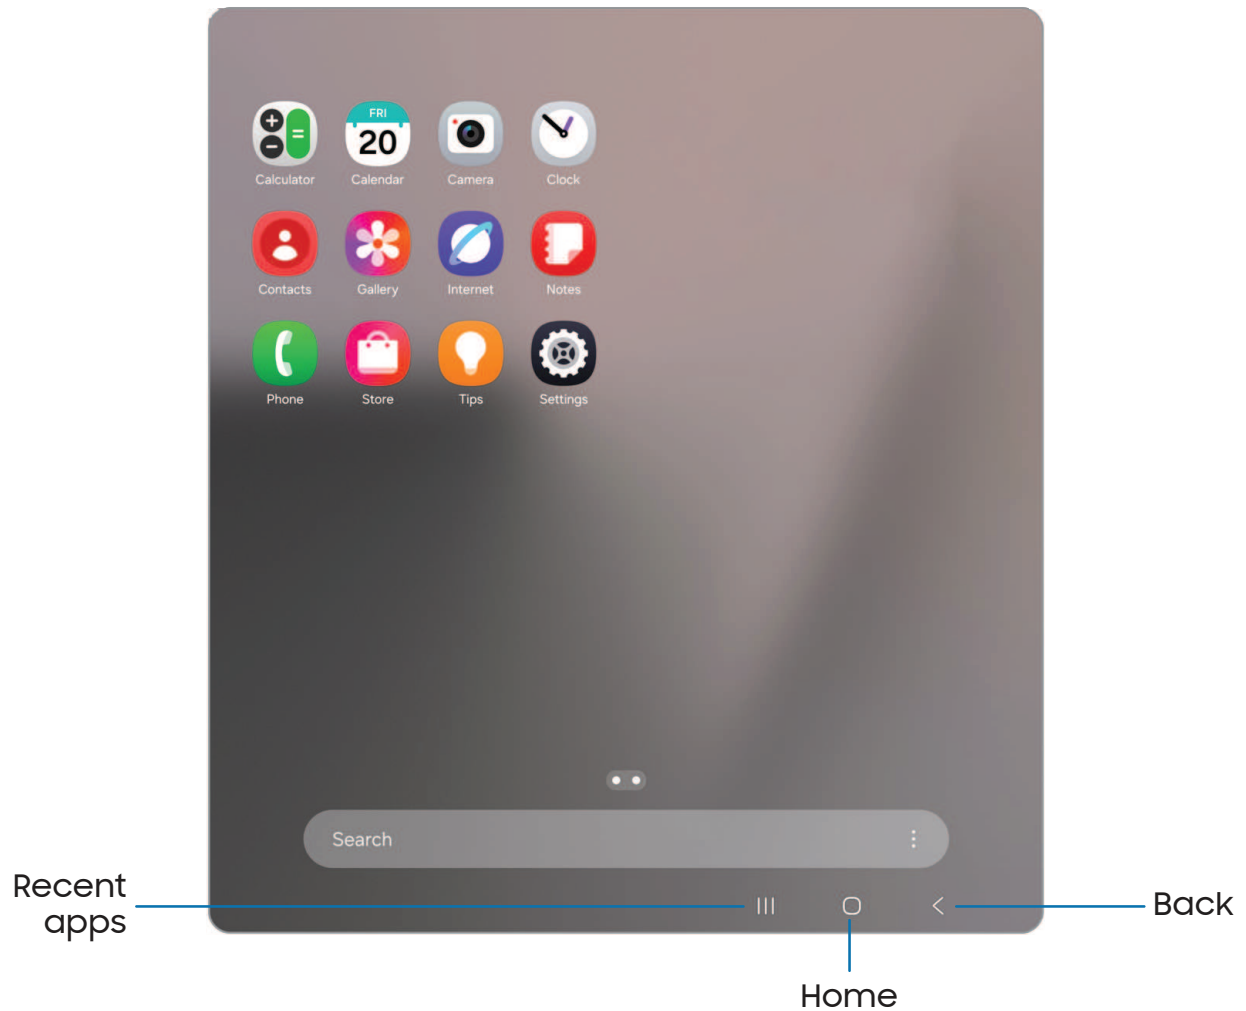 FRI
20
Calculator
Calendar
Camera
Clock
Contacts
Gallery
Internet
Notes
Phone
Store
Tips
Settings
Search
Recent
apps
Back
Home